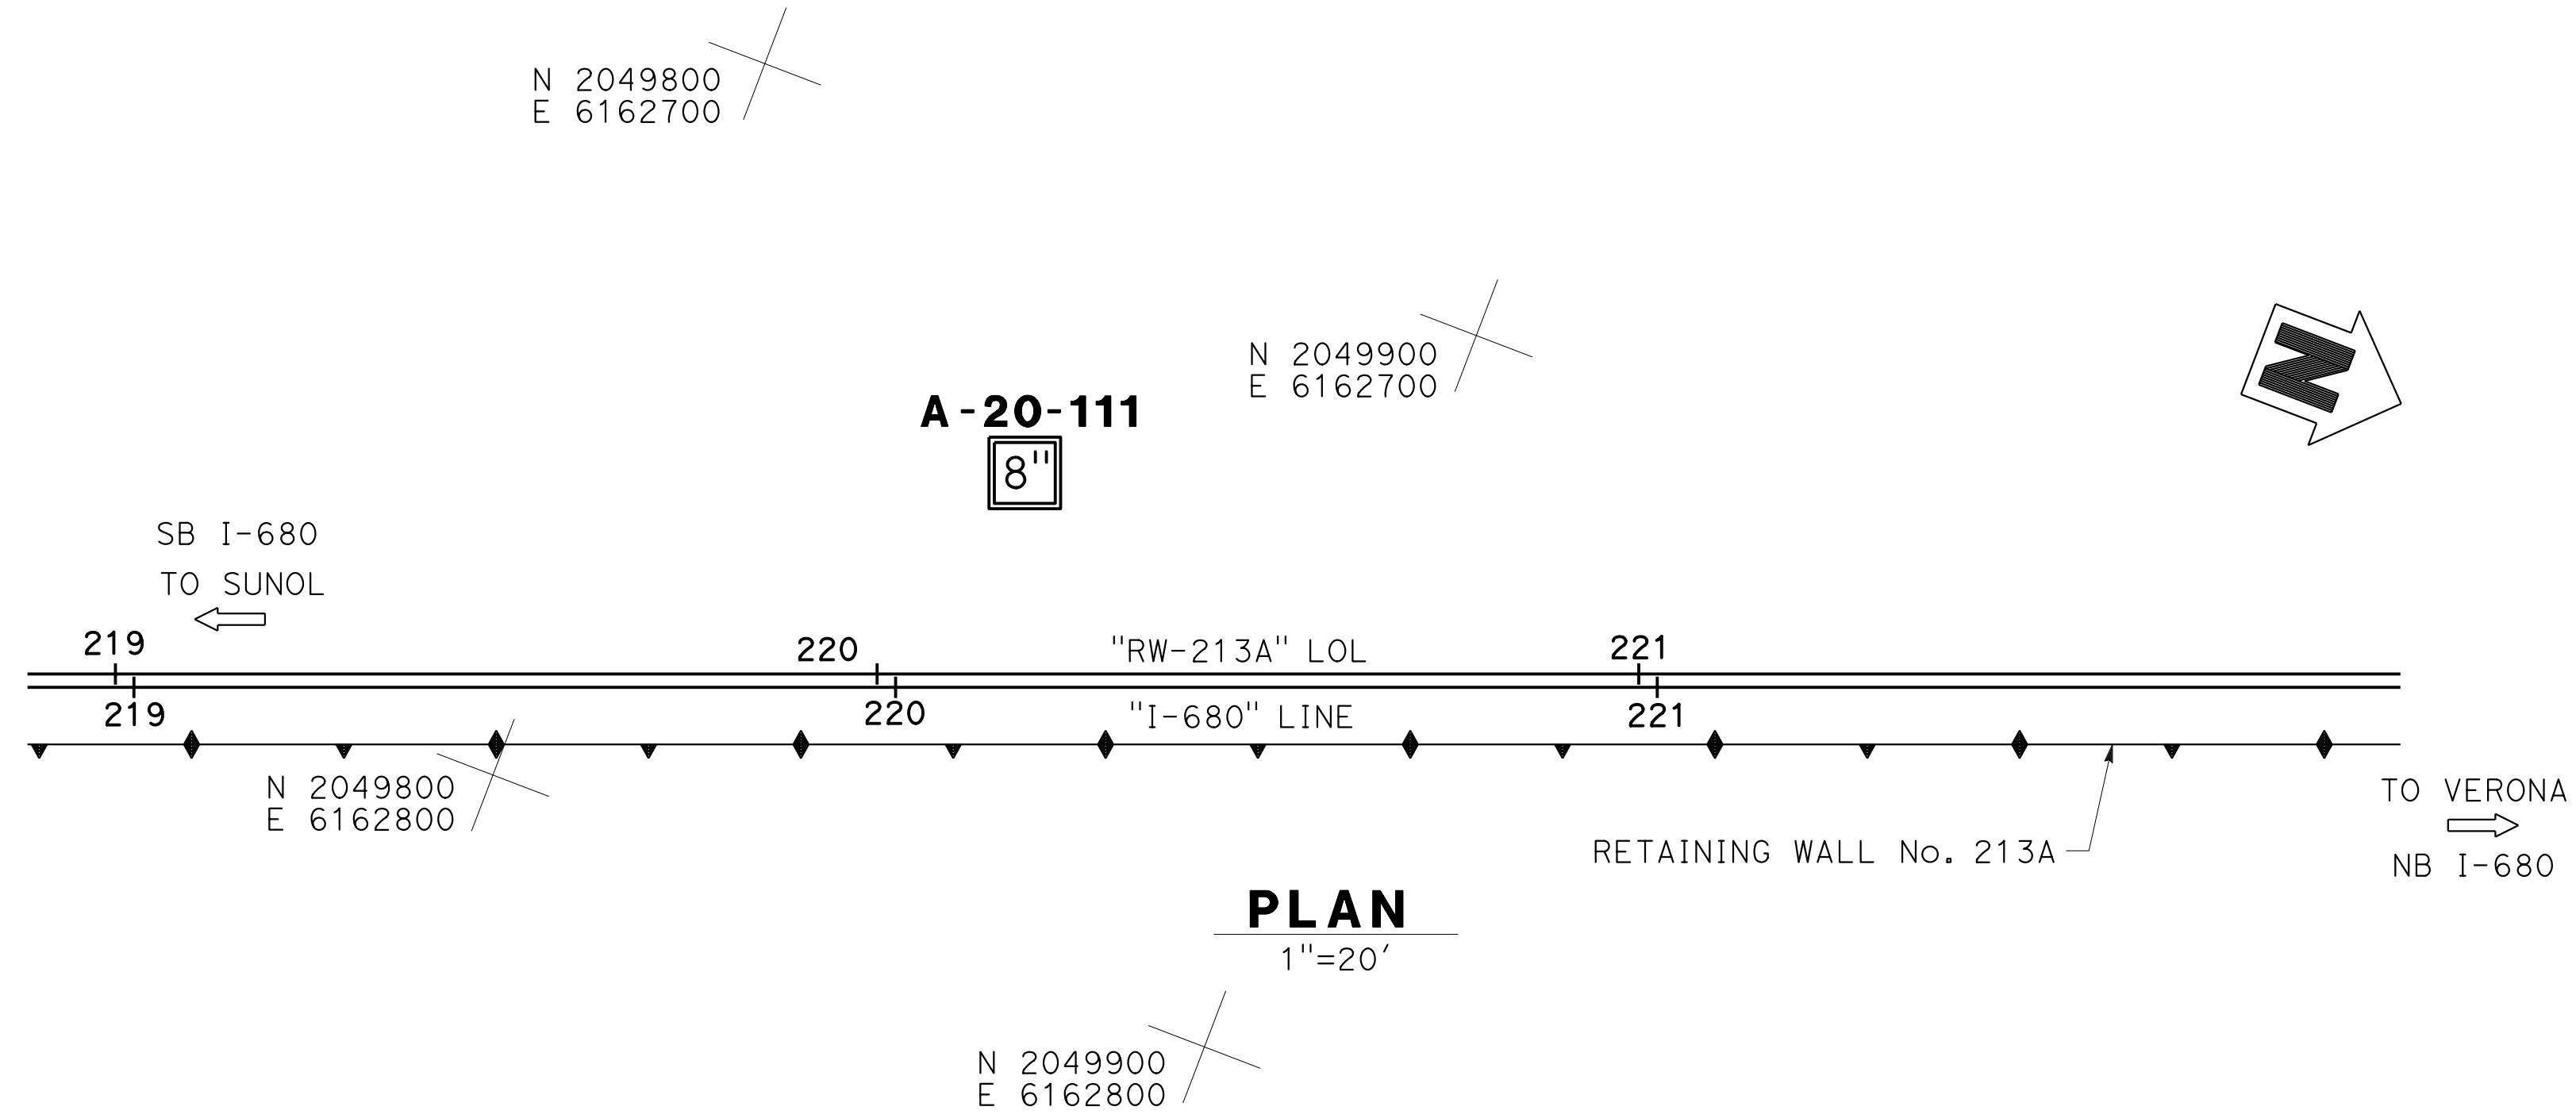 N 2049800
E 6162700
N 2049900
E 6162700
N
A-20-111
8"
SB I-680
TO SUNOL
219
220
"RW-213A" LOL
221
219
220
"I-680" LINE
221
N 2049800
E 6162800
TO VERONA
RETAINING WALL No. 213A
NB I-680
PLAN
1"=20'
N 2049900
E 6162800